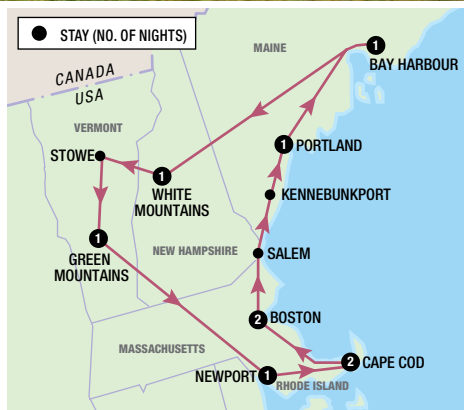 STAY (NO. OF NIGHTS)
MAINE
1
BAY HARBOUR
CANADA
USA
VERMONT
STOWE
1
PORTLAND
1
WHITE
MOUNTAINS
KENNEBUNKPORT
1
GREEN
MOUNTAINS
NEW HAMPSHIRE
SALEM
2
BOSTON
MASSACHUSETTS
2
CAPE COD
NEWPORT
1
RHODE ISLAND